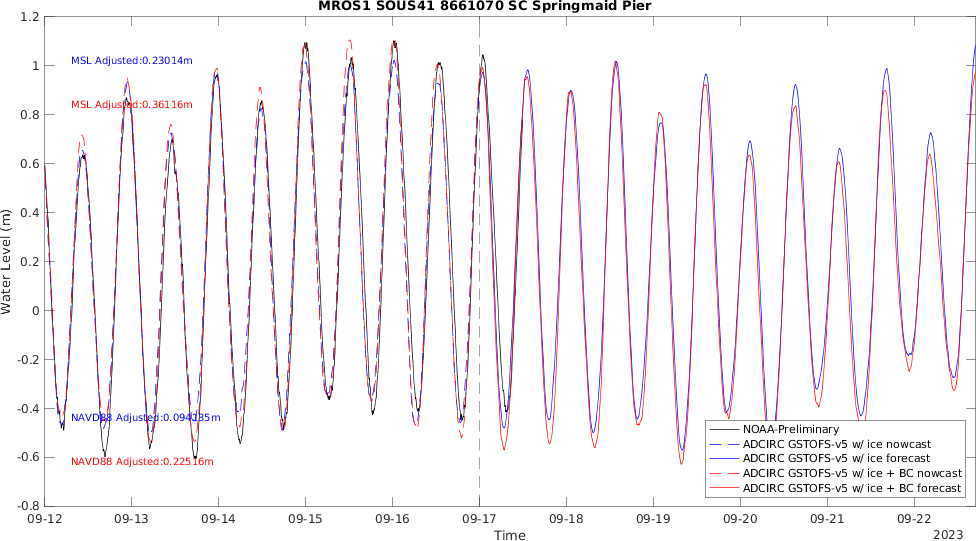 MROS1 SOUS41 8661070 SC Springmaid Pier
Water Level (m)
1.2
1
0.8
0.6
0.4
0.2
0
-0.2
-0.4
-0.6
-0.8
MSL Adjusted:0.23014m
MSL Adjusted:0.36116m
NAVD88 Adjusted:0.094135m
NAVD88 Adjusted:0.22516m
NOAA-Preliminary
ADCIRC GSTOFS-v5 w/ ice nowcast
ADCIRC GSTOFS-v5 w/ ice forecast
ADCIRC GSTOFS-v5 w/ ice + BC nowcast
ADCIRC GSTOFS-v5 w/ ice + BC forecast
09-12 09-13 09-14 09-15 09-16 09-17 09-18 09-19 09-20 09-21 09-22
Time
2023